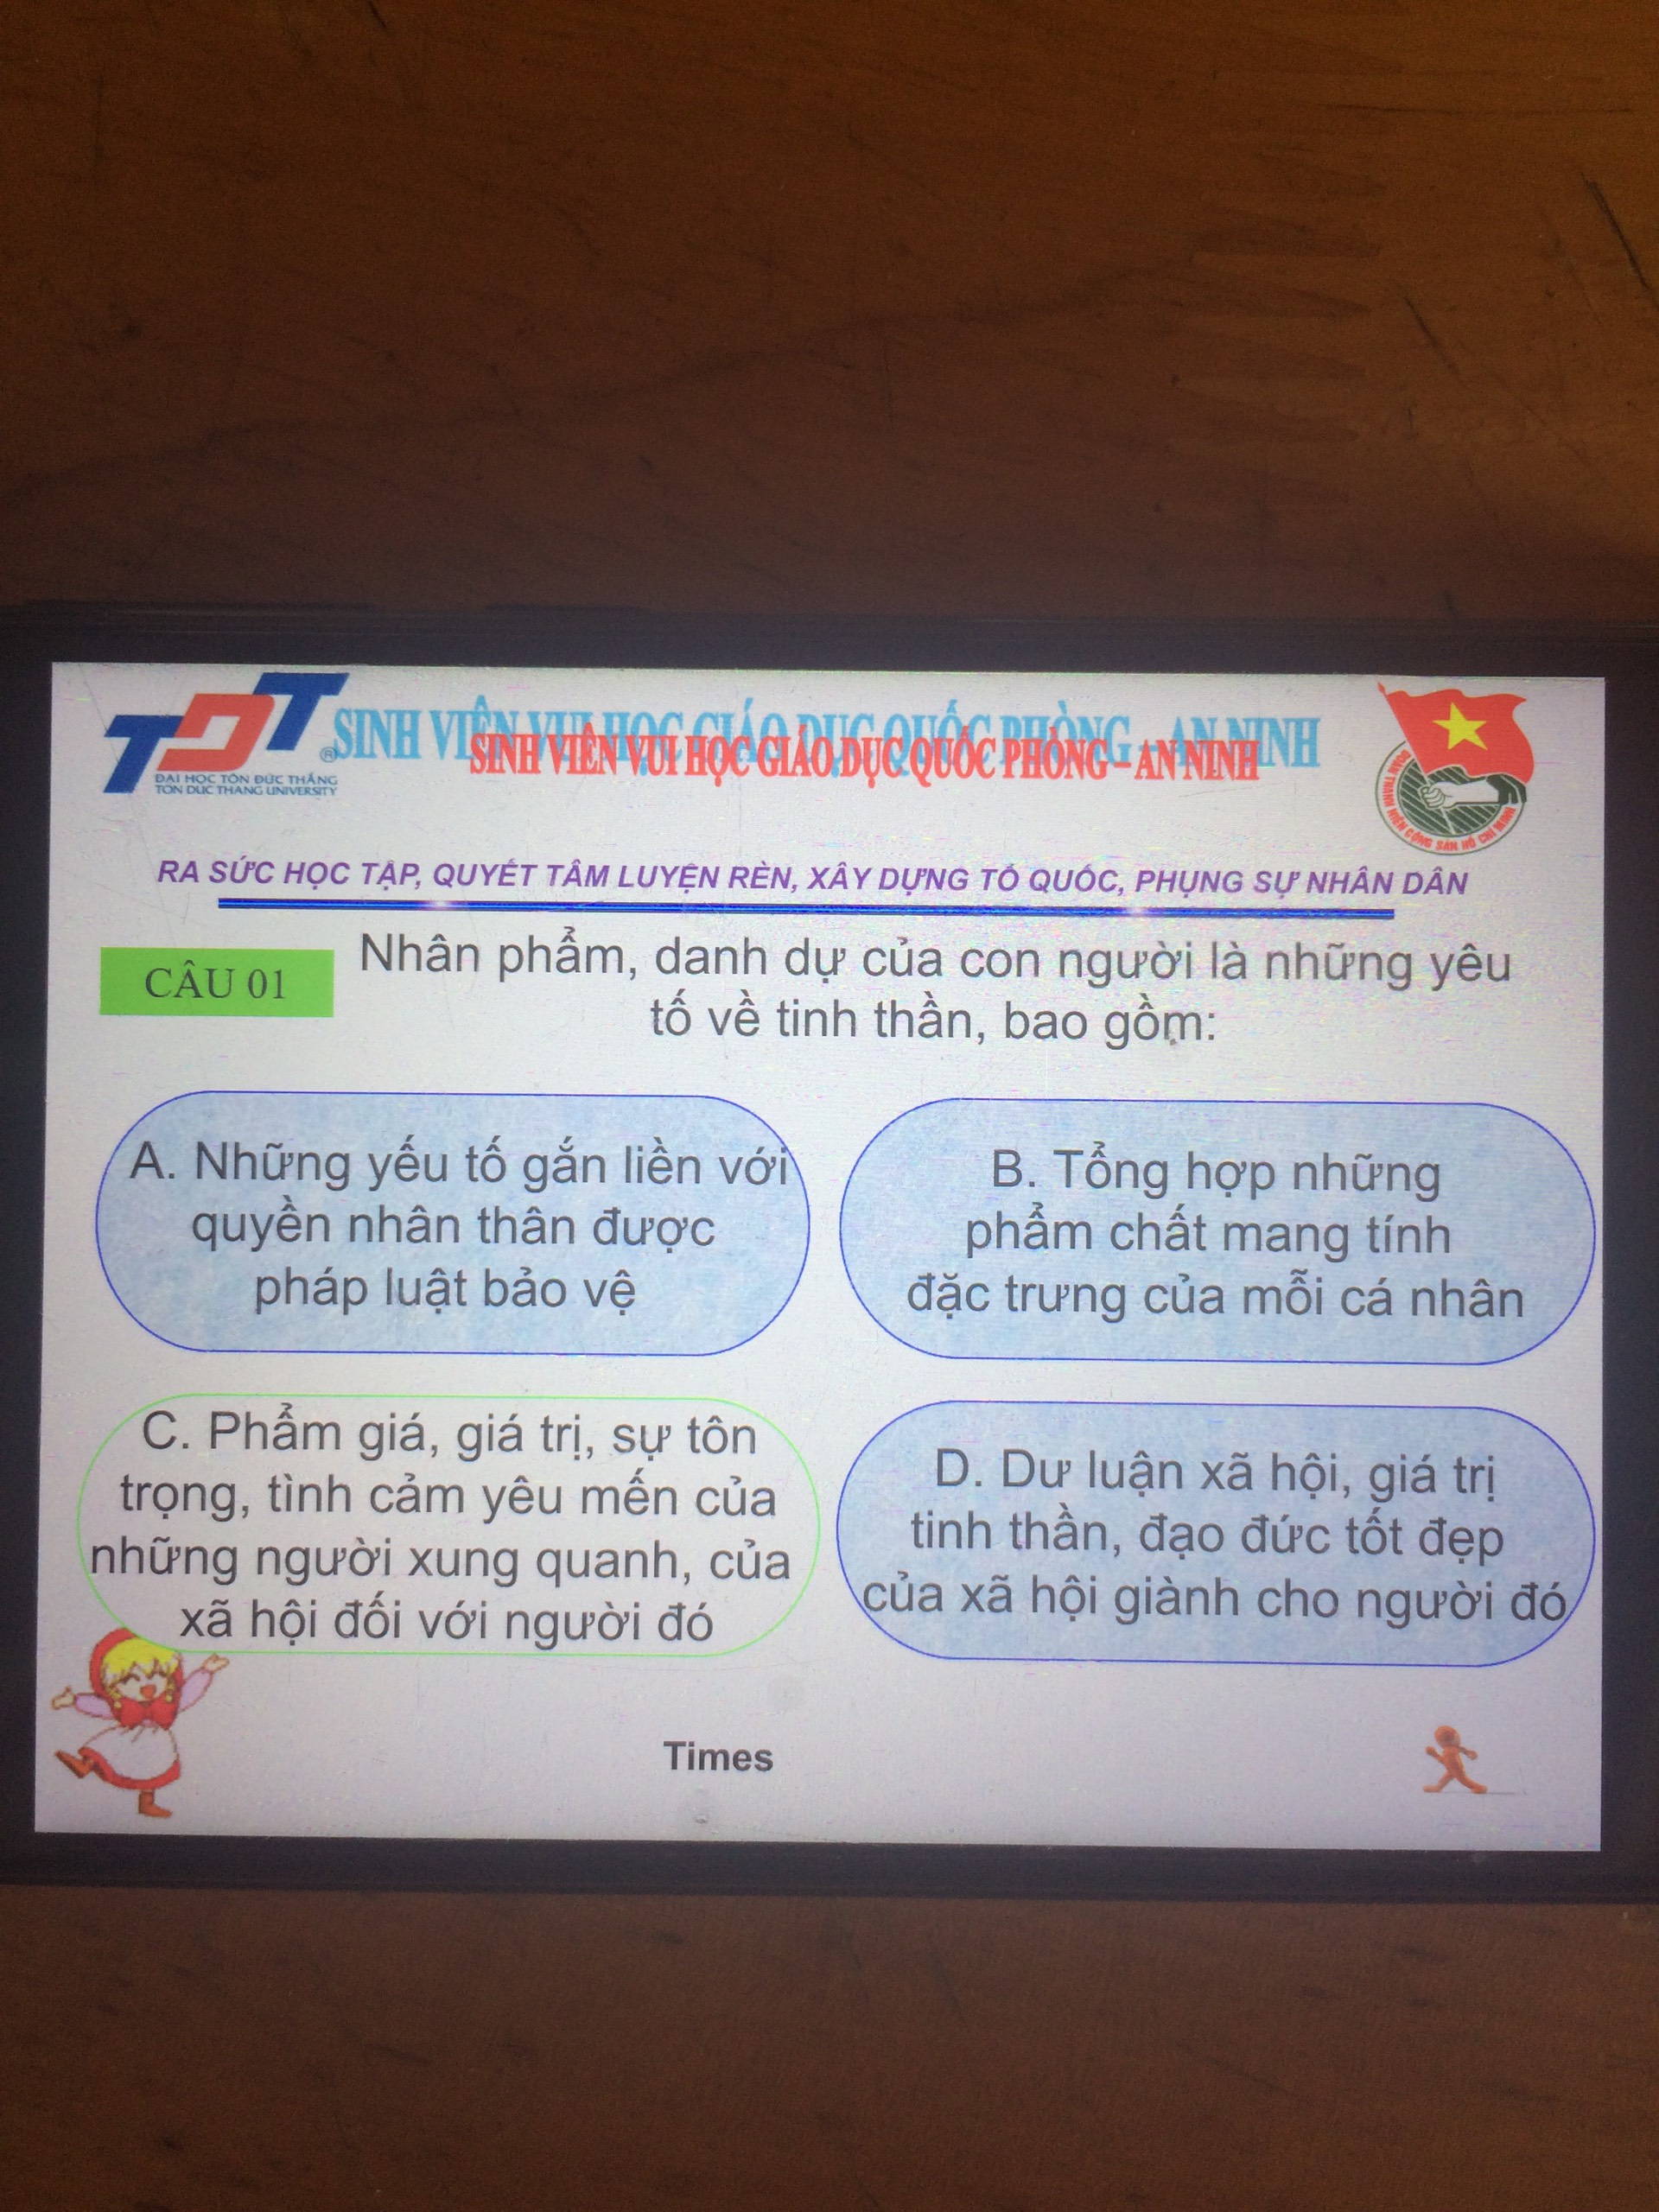 TDT
®
ĐẠI HỌC TÔN ĐỨC THẮNG
TON DUC THANG UNIVERSITY
SINH VIÊN VUI HỌC GIÁO DỤC QUỐC PHÒNG - AN NINH
SINH VIÊN VUI HỌC GIÁO DỤC QUỐC PHÒNG - AN NINH
ĐOÀN THANH NIÊN CỘNG SẢN HỒ CHÍ MINH
RA SỨC HỌC TẬP, QUYẾT TÂM LUYỆN RÈN, XÂY DỰNG TỔ QUỐC, PHỤNG SỰ NHÂN DÂN
CÂU 01
Nhân phẩm, danh dự của con người là những yêu
tố về tinh thần, bao gồm:
A. Những yếu tố gắn liền với
quyền nhân thân được
pháp luật bảo vệ
B. Tổng hợp những
phẩm chất mang tính
đặc trưng của mỗi cá nhân
C. Phẩm giá, giá trị, sự tôn
trọng, tình cảm yêu mến của
những người xung quanh, của
xã hội đối với người đó
D. Dư luận xã hội, giá trị
tinh thần, đạo đức tốt đẹp
của xã hội giành cho người đó
Times